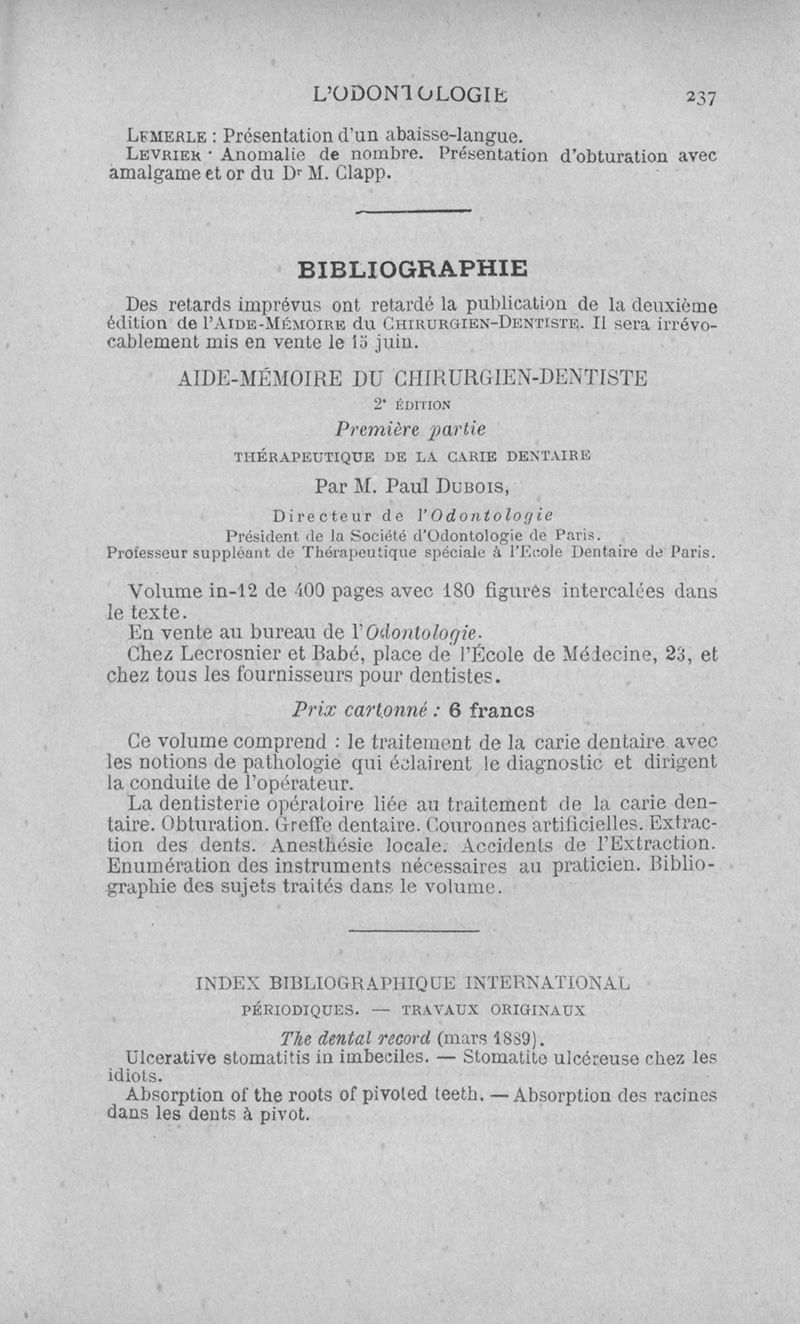 L'ODONTOLOGIE 237
LEMERLE : Présentation d'un abaisse-langue.
LEVRIER : Anomalie de nombre. Présentation d'obturation avec
amalgame et or du Dr M. Clapp.
BIBLIOGRAPHIE
Des retards imprévus ont retardé la publication de la deuxième
édition de l'AIDE-MÉMOIRE du CHIRURGIEN-DENTISTE. Il sera irrévo-
cablement mis en vente le 15 juin.
AIDE-MÉMOIRE DU CHIRURGIEN-DENTISTE
2e ÉDITION
Première partie
THÉRAPEUTIQUE DE LA CARIE DENTAIRE
Par M. Paul DUBOIS,
Directeur de l'Odontologie
Président de la Société d'Odontologie de Paris.
Professeur suppléant de Thérapeutique spéciale à l'Ecole Dentaire de Paris.
Volume in-12 de 400 pages avec 180 figures intercalées dans
le texte.
En vente au bureau de l'Odontologie.
Chez Lecrosnier et Babé, place de l'École de Médecine, 23, et
chez tous les fournisseurs pour dentistes.
Prix cartonné : 6 francs
Ce volume comprend : le traitement de la carie dentaire avec
les notions de pathologie qui éclairent le diagnostic et dirigent
la conduite de l'opérateur.
La dentisterie opératoire liée au traitement de la carie den-
taire. Obturation. Greffe dentaire. Couronnes artificielles. Extrac-
tion des dents. Anesthésie locale. Accidents de l'Extraction.
Enumération des instruments nécessaires au praticien. Biblio-
graphie des sujets traités dans le volume.
INDEX BIBLIOGRAPHIQUE INTERNATIONAL
PÉRIODIQUES. — TRAVAUX ORIGINAUX
The dental record (mars 1889).
Ulcerative stomatitis in imbeciles. — Stomatite ulcéreuse chez les
idiots.
Absorption of the roots of pivoted teeth. — Absorption des racines
dans les dents à pivot.